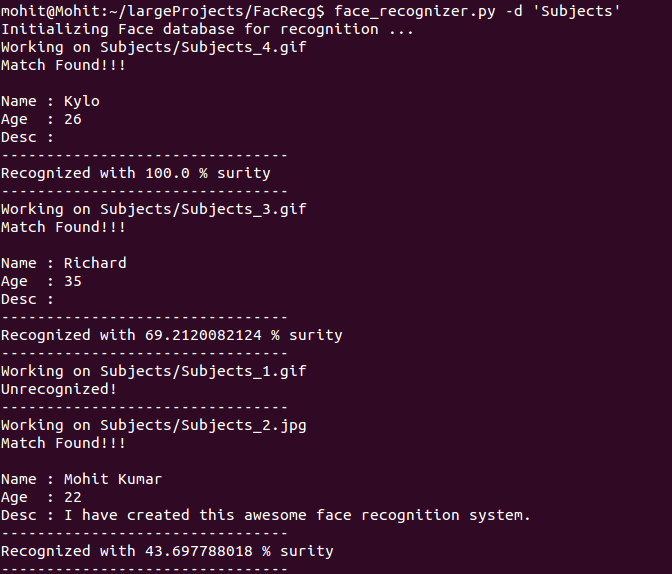 mohit@Mohit:~/largeProjects/FacRecg$ face_recognizer.py -d 'Subjects'
Initializing Face database for recognition ...
Working on Subjects/Subjects_4.gif
Match Found!!!

Name : Kylo
Age  : 26
Desc :
--------------------------------
Recognized with 100.0 % surity
--------------------------------
Working on Subjects/Subjects_3.gif
Match Found!!!

Name : Richard
Age  : 35
Desc :
--------------------------------
Recognized with 69.2120082124 % surity
--------------------------------
Working on Subjects/Subjects_1.gif
Unrecognized!
--------------------------------
Working on Subjects/Subjects_2.jpg
Match Found!!!

Name : Mohit Kumar
Age  : 22
Desc : I have created this awesome face recognition system.
--------------------------------
Recognized with 43.697788018 % surity
--------------------------------